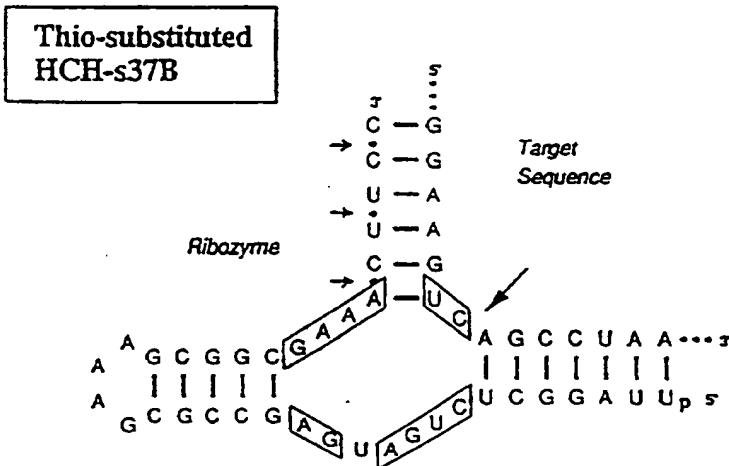 Thio-substituted
HCH-s37B
3' 5'
C — G
C — G
Target
Sequence
U — A
U — A
Ribozyme
C — G
A — U C
G A A A
A G C G G C
A G C C U A A 3'
A
A
G C G C C G
A G U A G U C
U C G G A U U p 5'